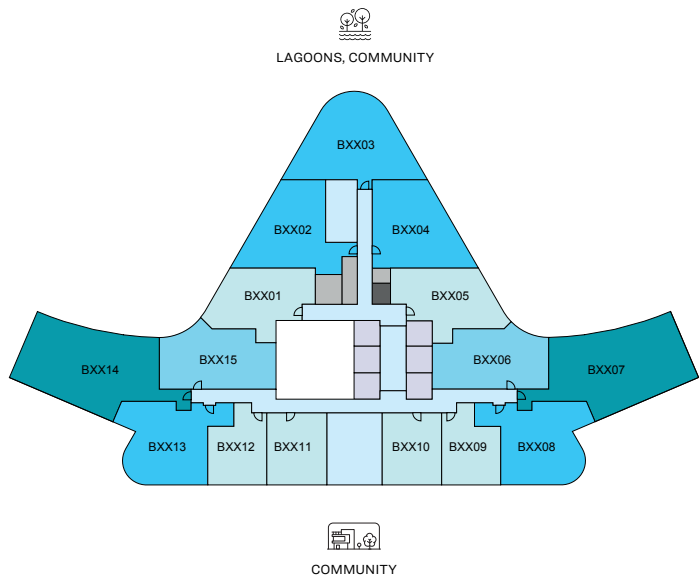 LAGOONS, COMMUNITY
BXX03
BXX02
BXX04
BXX01
BXX05
BXX15
BXX06
BXX14
BXX07
BXX13
BXX12
BXX11
BXX10
BXX09
BXX08
COMMUNITY